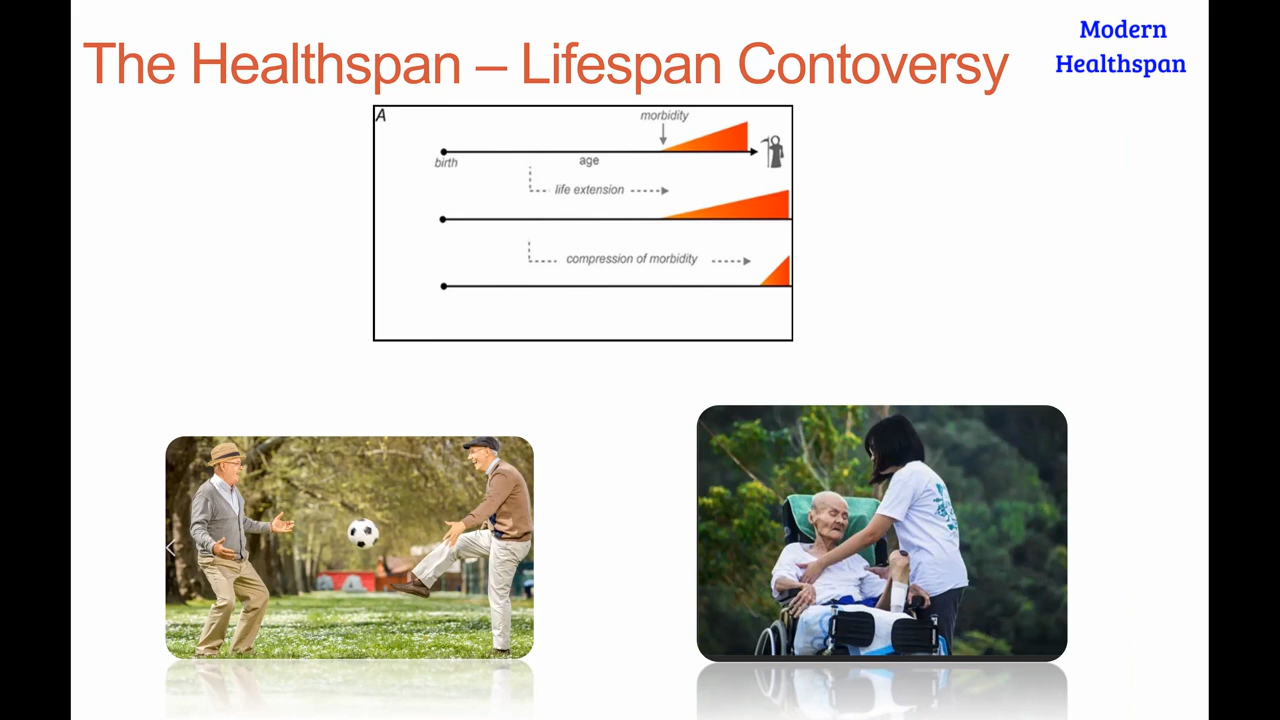 The Healthspan – Lifespan Contoversy
Modern
Healthspan
A
morbidity
birth
age
life extension
compression of morbidity